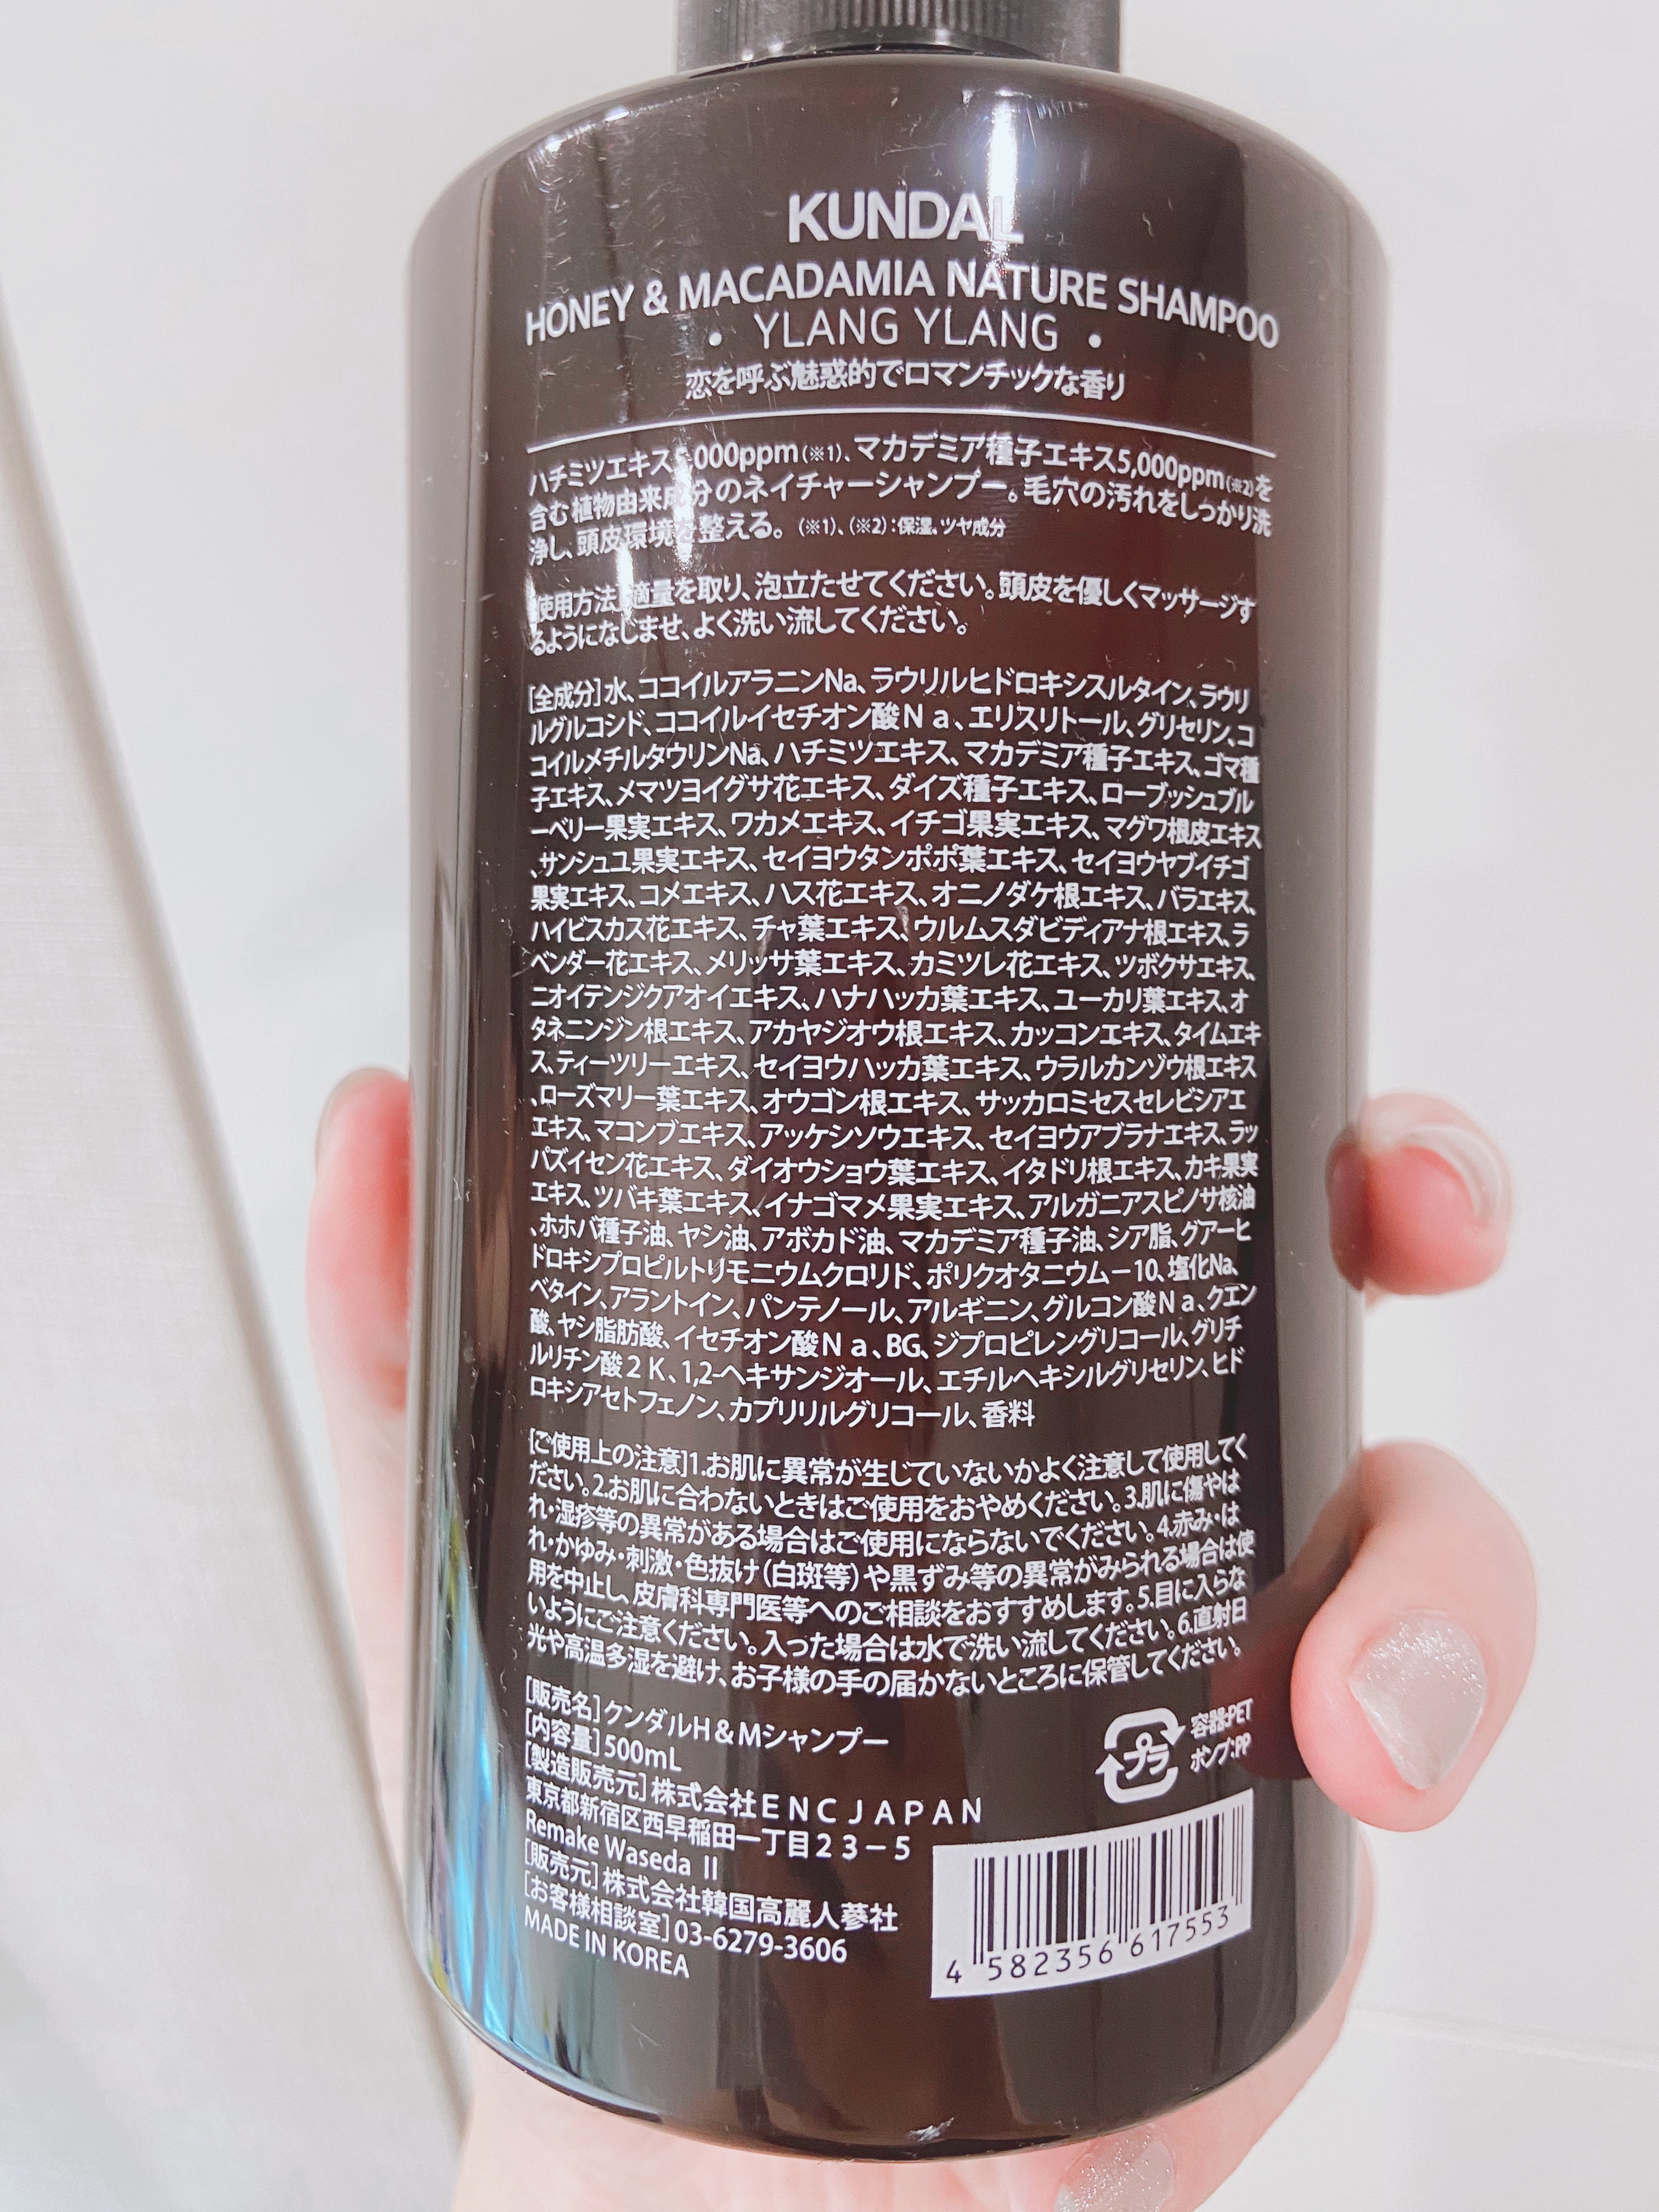 KUNDAL
HONEY & MACADAMIA NATURE SHAMPOO
・ YLANG YLANG ・
恋を呼ぶ魅惑的でロマンチックな香り
ハチミツエキス5,000ppm(※1)、マカデミア種子エキス5,000ppm(※2)を
含む植物由来成分のネイチャーシャンプー。毛穴の汚れをしっかり洗
浄し、頭皮環境を整える。 (※1)、(※2):保湿、ツヤ成分
[使用方法]適量を取り、泡立たせてください。頭皮を優しくマッサージす
るようになじませ、よく洗い流してください。
[全成分]水、ココイルアラニンNa、ラウリルヒドロキシスルタイン、ラウリ
ルグルコシド、ココイルイセチオン酸Ｎａ、エリスリトール、グリセリン、コ
コイルメチルタウリンNa、ハチミツエキス、マカデミア種子エキス、ゴマ種
子エキス、メマツヨイグサ花エキス、ダイズ種子エキス、ローブッシュブル
ーベリー果実エキス、ワカメエキス、イチゴ果実エキス、マグワ根皮エキス
、サンシュユ果実エキス、セイヨウタンポポ葉エキス、セイヨウヤブイチゴ
果実エキス、コメエキス、ハス花エキス、オニノダケ根エキス、バラエキス、
ハイビスカス花エキス、チャ葉エキス、ウルムスダビディアナ根エキス、ラ
ベンダー花エキス、メリッサ葉エキス、カミツレ花エキス、ツボクサエキス、
ニオイテンジクアオイエキス、ハナハッカ葉エキス、ユーカリ葉エキス、オ
タネニンジン根エキス、アカヤジオウ根エキス、カッコンエキス、タイムエキ
ス、ティーツリーエキス、セイヨウハッカ葉エキス、ウラルカンゾウ根エキス
、ローズマリー葉エキス、オウゴン根エキス、サッカロミセスセレビシアエ
エキス、マコンブエキス、アッケシソウエキス、セイヨウアブラナエキス、ラッ
パズイセン花エキス、ダイオウショウ葉エキス、イタドリ根エキス、カキ果実
エキス、ツバキ葉エキス、イナゴマメ果実エキス、アルガニアスピノサ核油
、ホホバ種子油、ヤシ油、アボカド油、マカデミア種子油、シア脂、グアーヒ
ドロキシプロピルトリモニウムクロリド、ポリクオタニウム－10、塩化Na、
ベタイン、アラントイン、パンテノール、アルギニン、グルコン酸Ｎａ、クエン
酸、ヤシ脂肪酸、イセチオン酸Ｎａ、BG、ジプロピレングリコール、グリチ
ルリチン酸２Ｋ、1,2-ヘキサンジオール、エチルヘキシルグリセリン、ヒド
ロキシアセトフェノン、カプリリルグリコール、香料
[ご使用上の注意]1.お肌に異常が生じていないかよく注意して使用してく
ださい。2.お肌に合わないときはご使用をおやめください。3.肌に傷やは
れ・湿疹等の異常がある場合はご使用にならないでください。4.赤み・は
れ・かゆみ・刺激・色抜け（白斑等）や黒ずみ等の異常がみられる場合は使
用を中止し、皮膚科専門医等へのご相談をおすすめします。5.目に入らな
いようにご注意ください。入った場合は水で洗い流してください。6.直射日
光や高温多湿を避け、お子様の手の届かないところに保管してください。
[販売名]クンダルH＆Mシャンプー
[内容量]500mL
[製造販売元]株式会社ＥＮＣＪＡＰＡＮ
東京都新宿区西早稲田一丁目２３－５
Remake Waseda Ⅱ
[販売元]株式会社韓国高麗人蔘社
[お客様相談室]03-6279-3606
MADE IN KOREA
プラ
容器:PET
ポンプ:PP
4 582356 617553